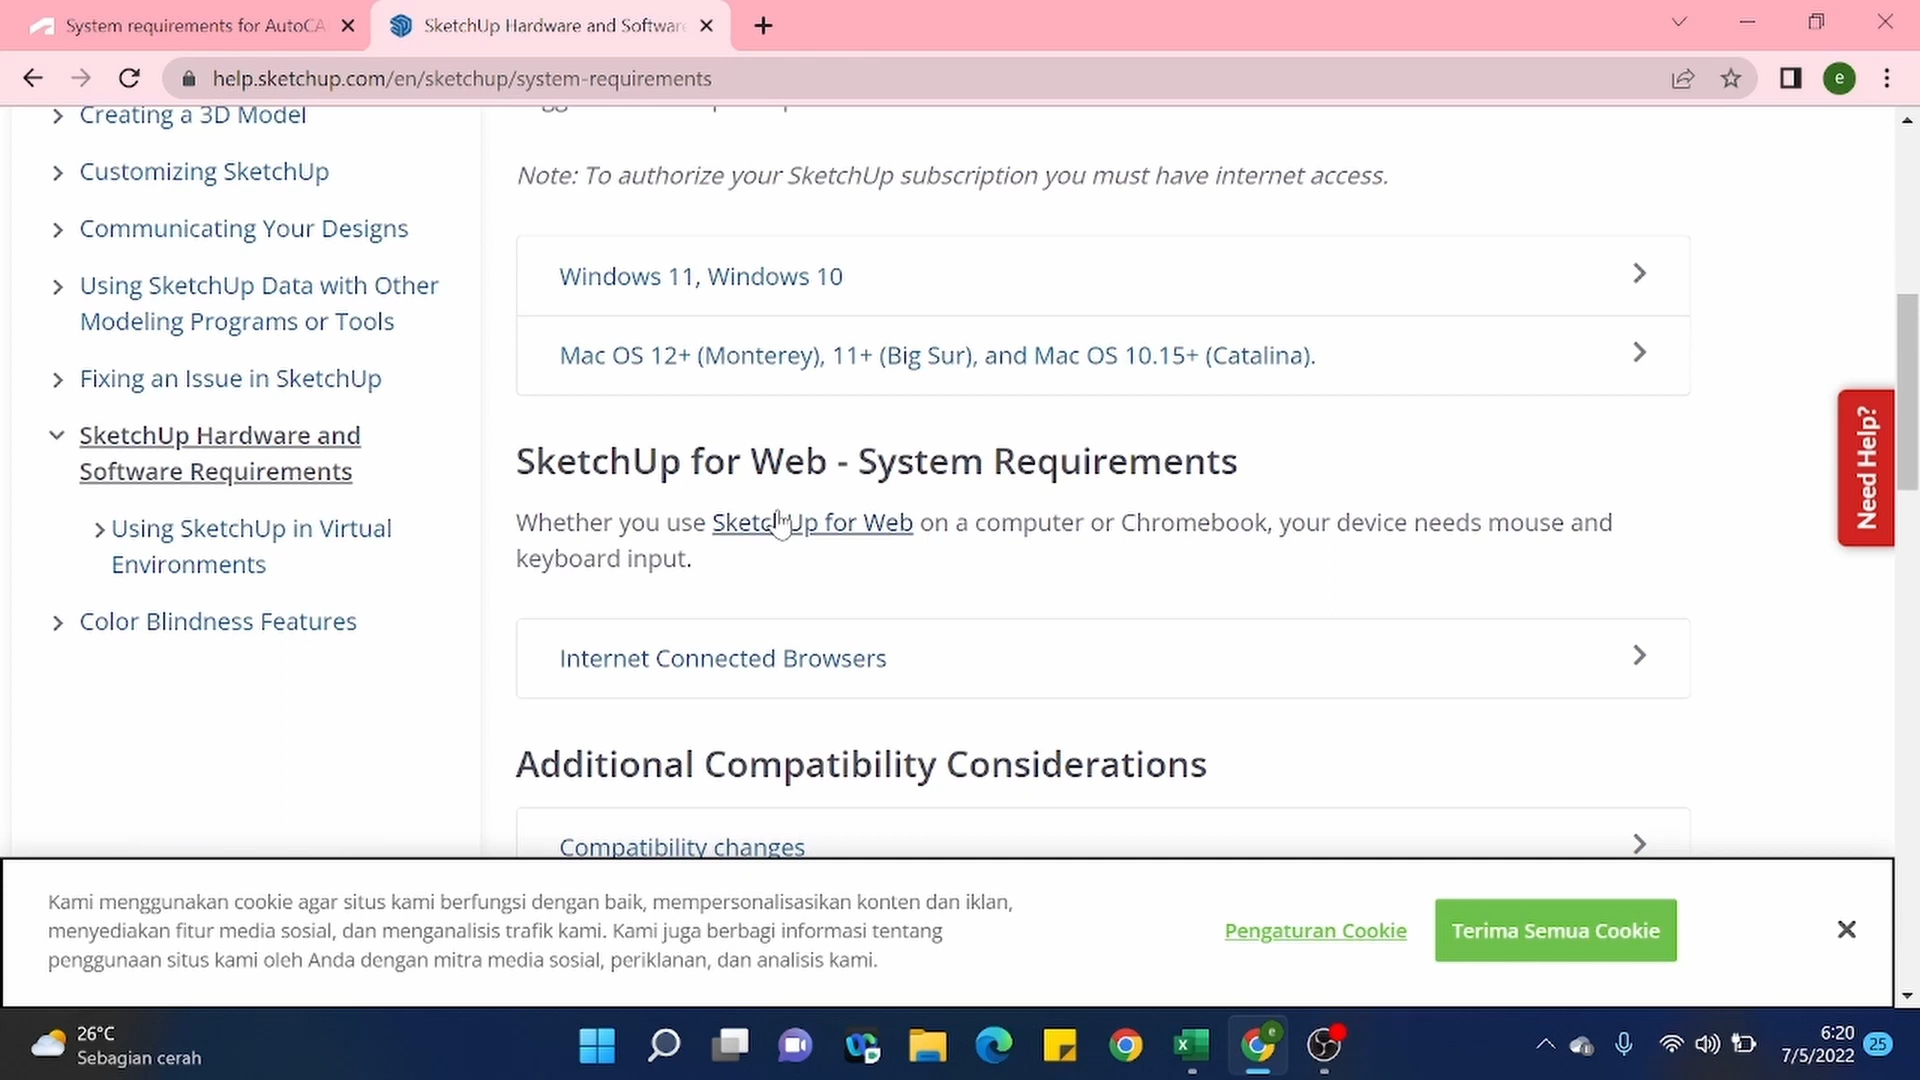 System requirements for AutoCA
SketchUp Hardware and Software
help.sketchup.com/en/sketchup/system-requirements
e
Creating a 3D Model
Customizing SketchUp
Communicating Your Designs
Using SketchUp Data with Other
Modeling Programs or Tools
Fixing an Issue in SketchUp
SketchUp Hardware and
Software Requirements
Using SketchUp in Virtual
Environments
Color Blindness Features
Note: To authorize your SketchUp subscription you must have internet access.
Windows 11, Windows 10
Mac OS 12+ (Monterey), 11+ (Big Sur), and Mac OS 10.15+ (Catalina).
SketchUp for Web - System Requirements
Whether you use SketchUp for Web on a computer or Chromebook, your device needs mouse and
keyboard input.
Internet Connected Browsers
Additional Compatibility Considerations
Compatibility changes
Need Help?
Kami menggunakan cookie agar situs kami berfungsi dengan baik, mempersonalisasikan konten dan iklan,
menyediakan fitur media sosial, dan menganalisis trafik kami. Kami juga berbagi informasi tentang
penggunaan situs kami oleh Anda dengan mitra media sosial, periklanan, dan analisis kami.
Pengaturan Cookie
Terima Semua Cookie
26°C
Sebagian cerah
e
6:20
7/5/2022
25